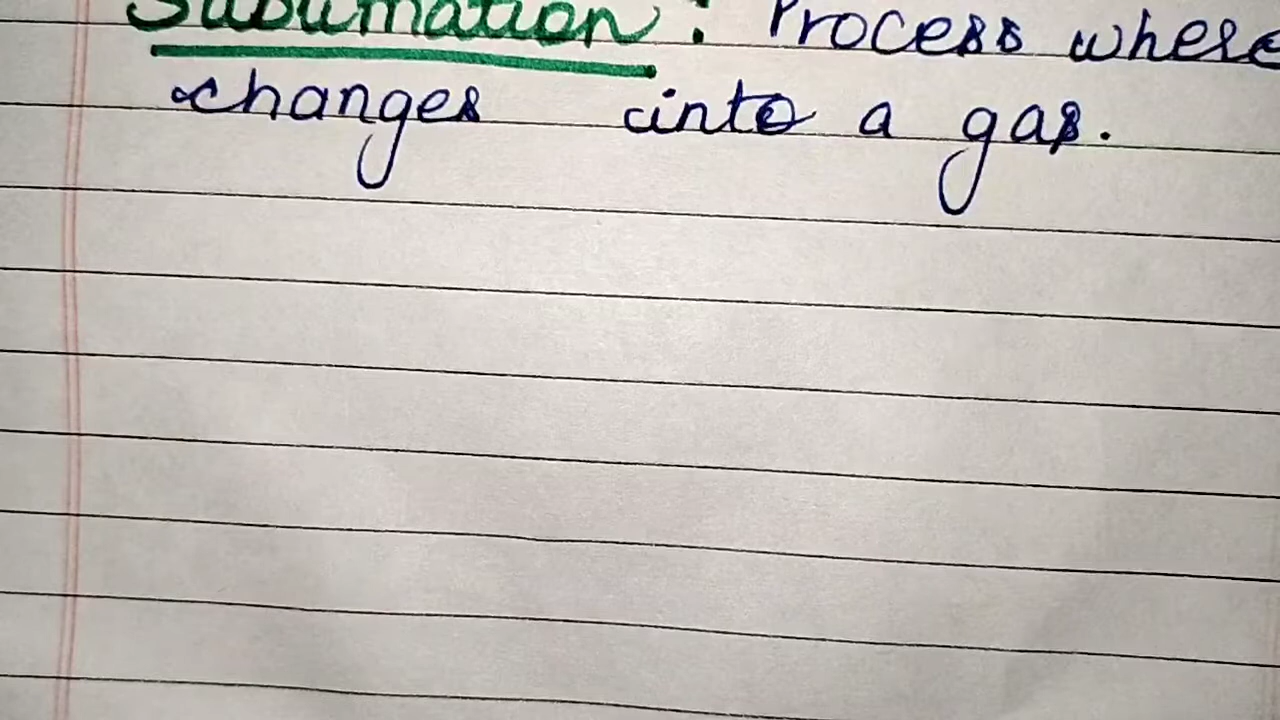 Sublimation : Process where
changes into a gas.